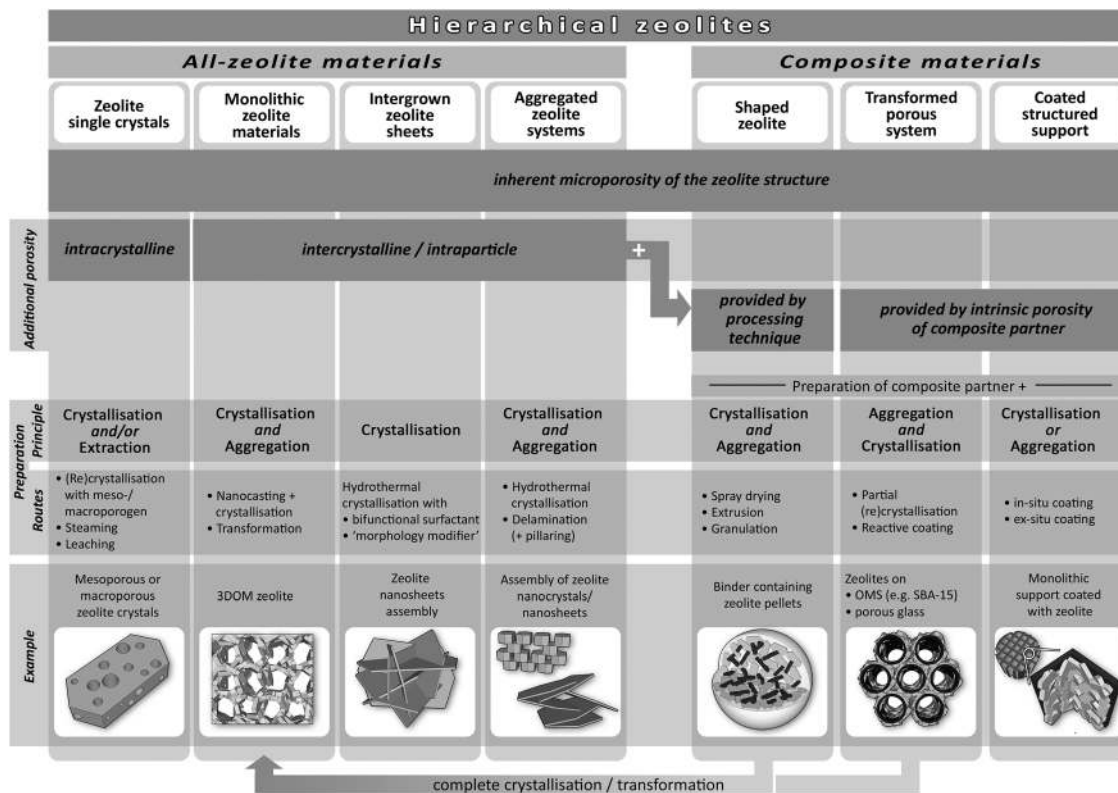 Hierarchical zeolites
All-zeolite materials
Composite materials
Zeolite
single crystals
Monolithic
zeolite
materials
Intergrown
zeolite
sheets
Aggregated
zeolite
systems
Shaped
zeolite
Transformed
porous
system
Coated
structured
support
inherent microporosity of the zeolite structure
Additional porosity
intracrystalline
intercrystalline / intraparticle
+
provided by
processing
technique
provided by intrinsic porosity
of composite partner
Preparation of composite partner +
Preparation
Principle
Crystallisation
and/or
Extraction
Crystallisation
and
Aggregation
Crystallisation
Crystallisation
and
Aggregation
Crystallisation
and
Aggregation
Aggregation
and
Crystallisation
Crystallisation
or
Aggregation
Routes
• (Re)crystallisation
with meso-/
macroporogen
• Steaming
• Leaching
• Nanocasting +
crystallisation
• Transformation
Hydrothermal
crystallisation with
• bifunctional surfactant
• ‘morphology modifier’
• Hydrothermal
crystallisation
• Delamination
(+ pillaring)
• Spray drying
• Extrusion
• Granulation
• Partial
(re)crystallisation
• Reactive coating
• in-situ coating
• ex-situ coating
Example
Mesoporous or
macroporous
zeolite crystals
3DOM zeolite
Zeolite
nanosheets
assembly
Assembly of zeolite
nanocrystals/
nanosheets
Binder containing
zeolite pellets
Zeolites on
• OMS (e.g. SBA-15)
• porous glass
Monolithic
support coated
with zeolite
complete crystallisation / transformation